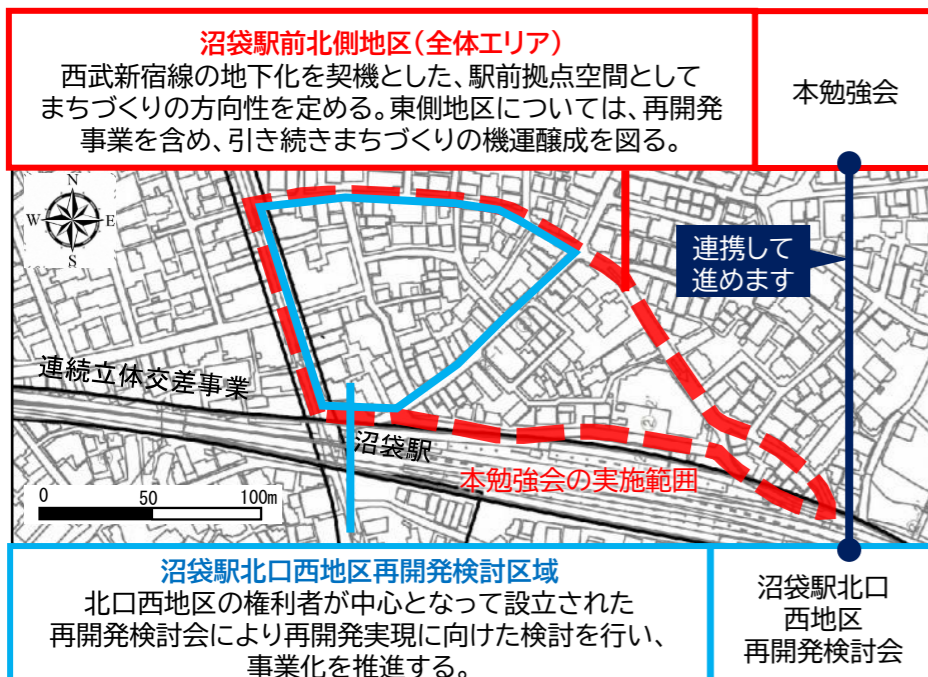 沼袋駅前北側地区(全体エリア)
西武新宿線の地下化を契機とした、駅前拠点空間として
まちづくりの方向性を定める。東側地区については、再開発
事業を含め、引き続きまちづくりの機運醸成を図る。
本勉強会
N
W
E
S
連携して
進めます
連続立体交差事業
沼袋駅
本勉強会の実施範囲
0 50 100m
沼袋駅北口西地区再開発検討区域
北口西地区の権利者が中心となって設立された
再開発検討会により再開発実現に向けた検討を行い、
事業化を推進する。
沼袋駅北口
西地区
再開発検討会